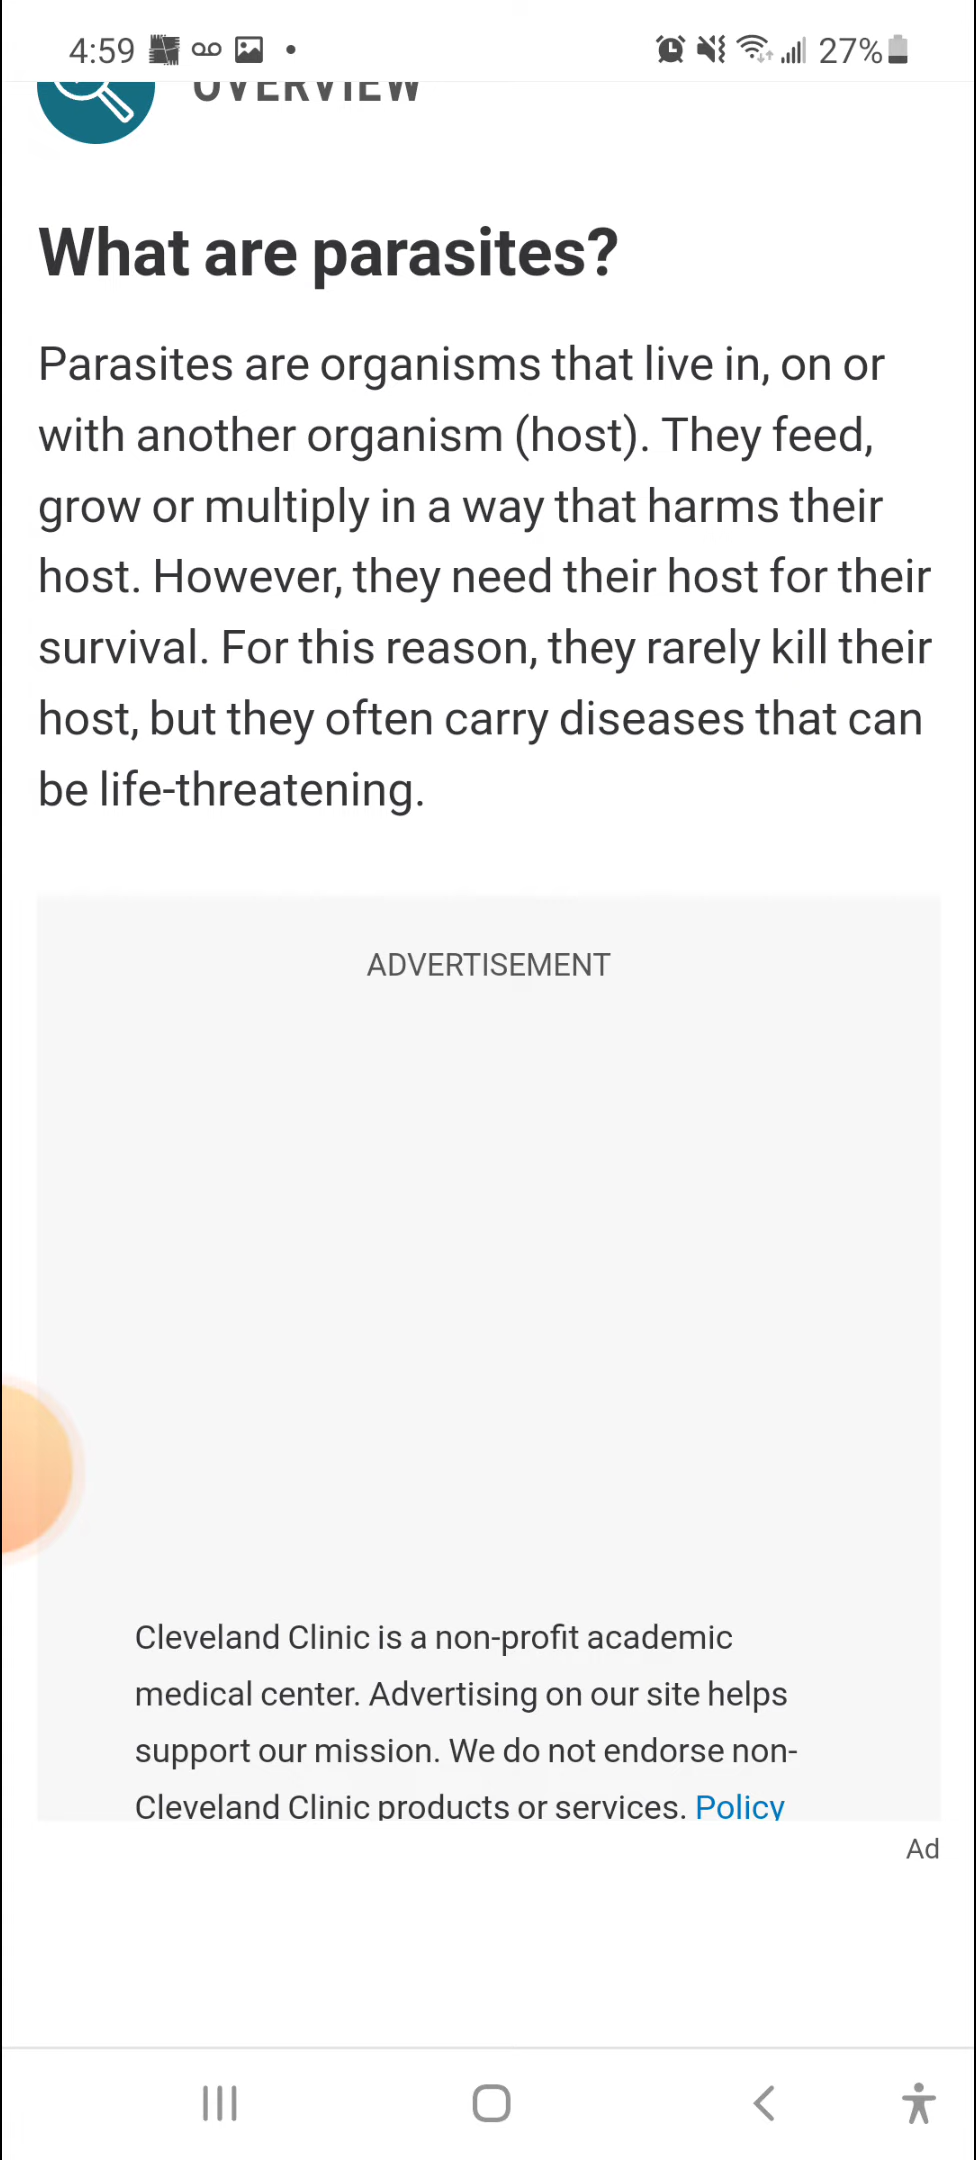 4:59
27%
OVERVIEW
What are parasites?
Parasites are organisms that live in, on or
with another organism (host). They feed,
grow or multiply in a way that harms their
host. However, they need their host for their
survival. For this reason, they rarely kill their
host, but they often carry diseases that can
be life-threatening.
ADVERTISEMENT
Cleveland Clinic is a non-profit academic
medical center. Advertising on our site helps
support our mission. We do not endorse non-
Cleveland Clinic products or services. Policy
Ad